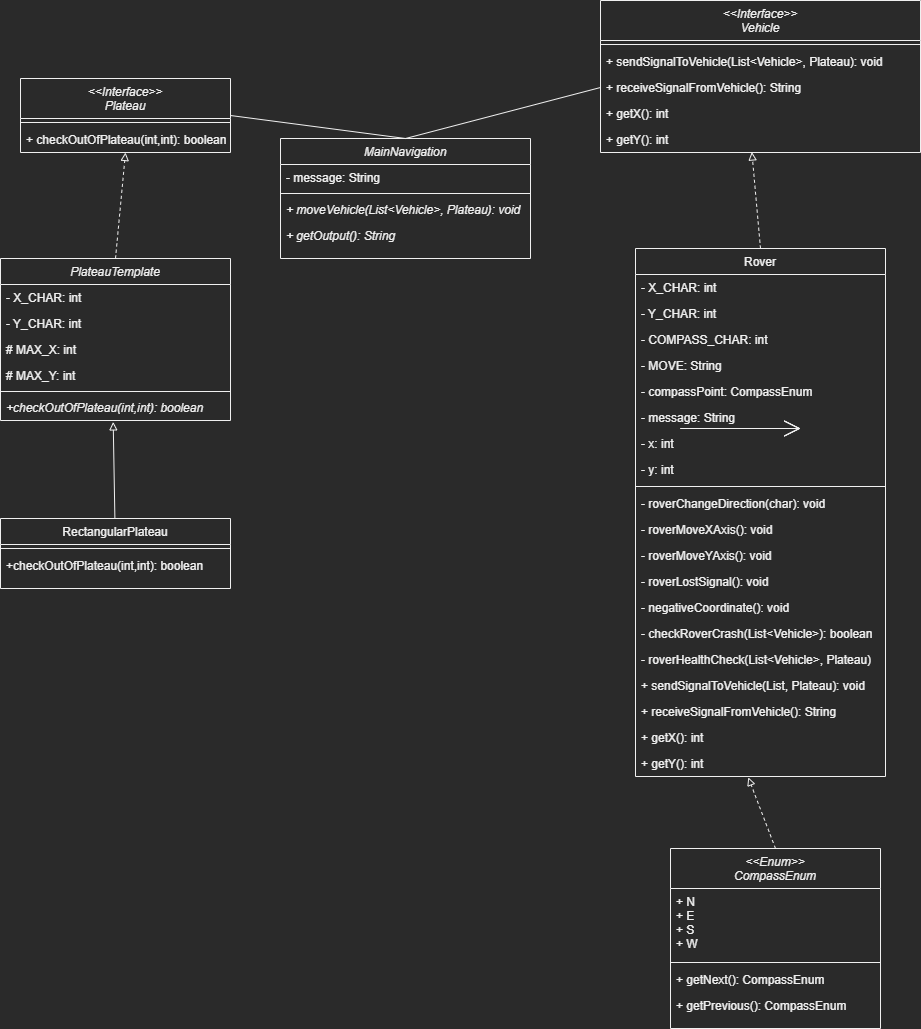 <<Interface>>
Vehicle
+ sendSignalToVehicle(List<Vehicle>, Plateau): void
+ receiveSignalFromVehicle(): String
+ getX(): int
+ getY(): int
<<Interface>>
Plateau
+ checkOutOfPlateau(int,int): boolean
MainNavigation
- message: String
+ moveVehicle(List<Vehicle>, Plateau): void
+ getOutput(): String
PlateauTemplate
- X_CHAR: int
- Y_CHAR: int
# MAX_X: int
# MAX_Y: int
+checkOutOfPlateau(int,int): boolean
RectangularPlateau
+checkOutOfPlateau(int,int): boolean
Rover
- X_CHAR: int
- Y_CHAR: int
- COMPASS_CHAR: int
- MOVE: String
- compassPoint: CompassEnum
- message: String
- x: int
- y: int
- roverChangeDirection(char): void
- roverMoveXAxis(): void
- roverMoveYAxis(): void
- roverLostSignal(): void
- negativeCoordinate(): void
- checkRoverCrash(List<Vehicle>): boolean
- roverHealthCheck(List<Vehicle>, Plateau)
+ sendSignalToVehicle(List, Plateau): void
+ receiveSignalFromVehicle(): String
+ getX(): int
+ getY(): int
<<Enum>>
CompassEnum
+ N
+ E
+ S
+ W
+ getNext(): CompassEnum
+ getPrevious(): CompassEnum